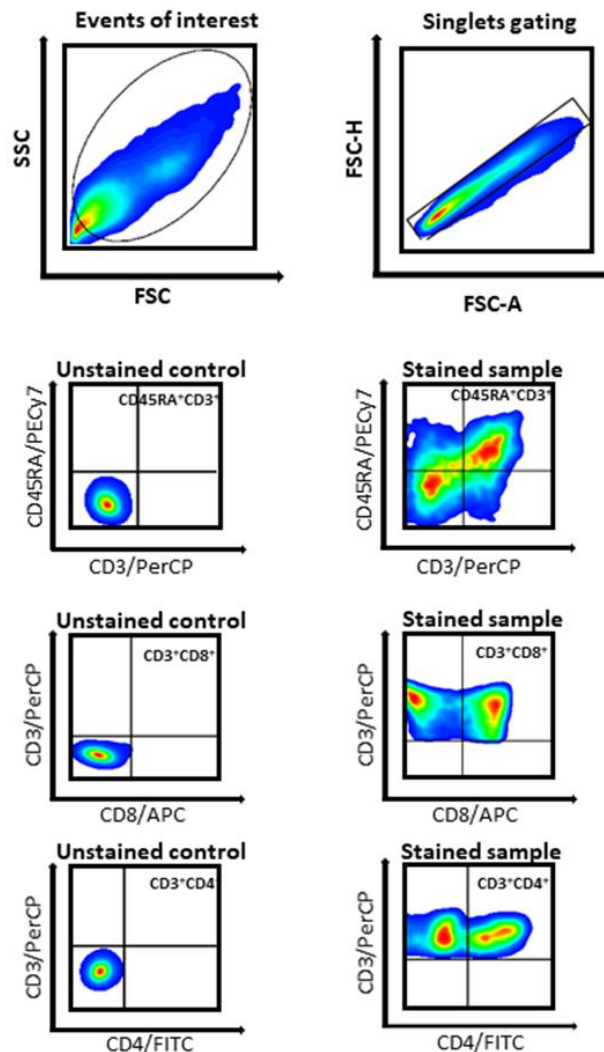 Events of interest
Singlets gating
SSC
FSC
FSC-H
FSC-A
Unstained control
CD45RA⁺CD3⁺
CD45RA/PECy7
CD3/PerCP
Stained sample
CD45RA⁺CD3⁺
CD45RA/PECy7
CD3/PerCP
Unstained control
CD3⁺CD8⁺
CD3/PerCP
CD8/APC
Stained sample
CD3⁺CD8⁺
CD3/PerCP
CD8/APC
Unstained control
CD3⁺CD4
CD3/PerCP
CD4/FITC
Stained sample
CD3⁺CD4⁺
CD3/PerCP
CD4/FITC